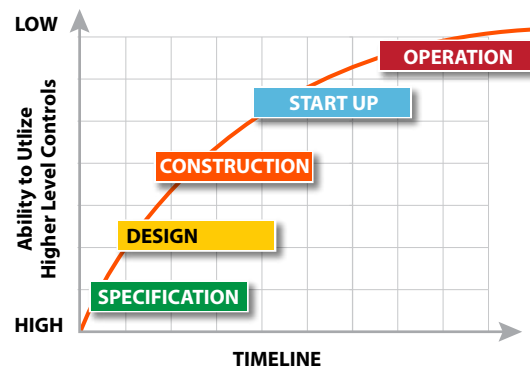 LOW
OPERATION
START UP
CONSTRUCTION
DESIGN
SPECIFICATION
HIGH
Ability to Utlize
Higher Level Controls
TIMELINE